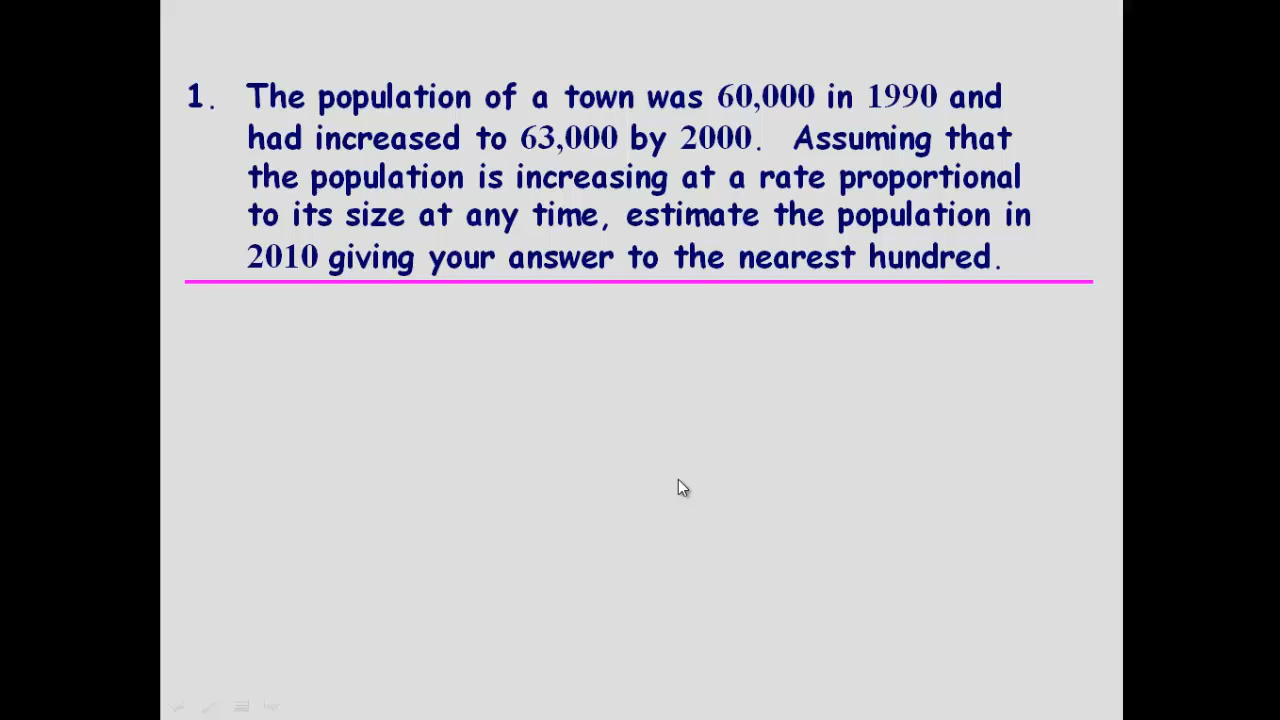 1. The population of a town was 60,000 in 1990 and
had increased to 63,000 by 2000. Assuming that
the population is increasing at a rate proportional
to its size at any time, estimate the population in
2010 giving your answer to the nearest hundred.